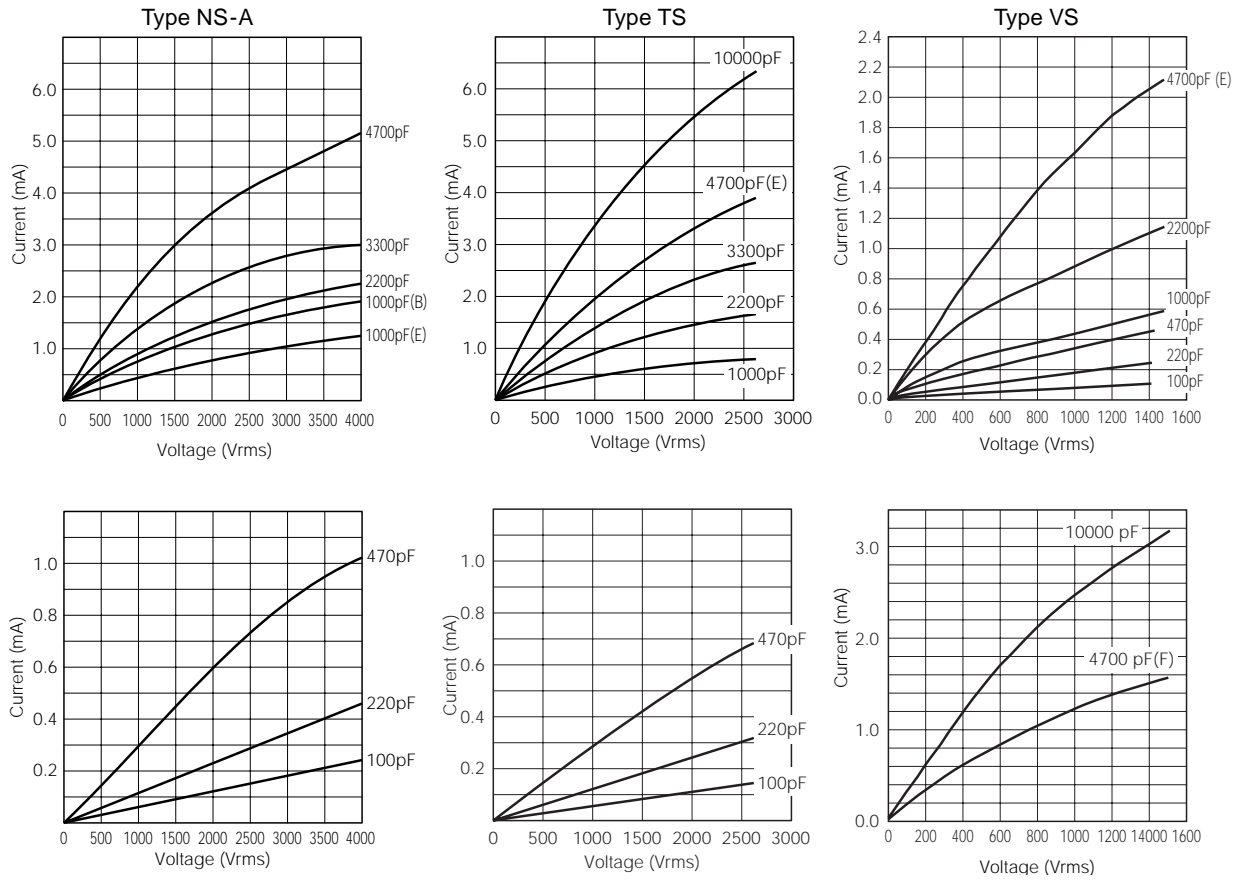 Type NS-A
6.0
5.0
4.0
3.0
2.0
1.0
Current (mA)
4700pF
3300pF
2200pF
1000pF(B)
1000pF(E)
0 500 1000 1500 2000 2500 3000 3500 4000
Voltage (Vrms)
Type TS
6.0
5.0
4.0
3.0
2.0
1.0
Current (mA)
10000pF
4700pF(E)
3300pF
2200pF
1000pF
0 500 1000 1500 2000 2500 3000
Voltage (Vrms)
Type VS
2.4
2.2
2.0
1.8
1.6
1.4
1.2
1.0
0.8
0.6
0.4
0.2
0.0
Current (mA)
4700pF (E)
2200pF
1000pF
470pF
220pF
100pF
0 200 400 600 800 1000 1200 1400 1600
Voltage (Vrms)
1.0
0.8
0.6
0.4
0.2
Current (mA)
470pF
220pF
100pF
0 500 1000 1500 2000 2500 3000 3500 4000
Voltage (Vrms)
1.0
0.8
0.6
0.4
0.2
Current (mA)
470pF
220pF
100pF
0 500 1000 1500 2000 2500 3000
Voltage (Vrms)
3.0
2.0
1.0
0.0
Current (mA)
10000 pF
4700 pF(F)
0 200 400 600 800 1000 1200 14000 1600
Voltage (Vrms)